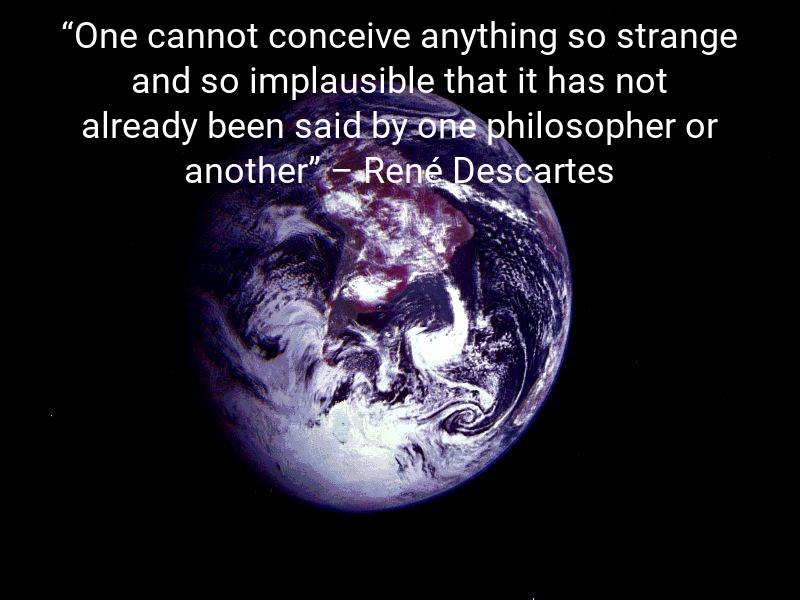 “One cannot conceive anything so strange
and so implausible that it has not
already been said by one philosopher or
another” – René Descartes